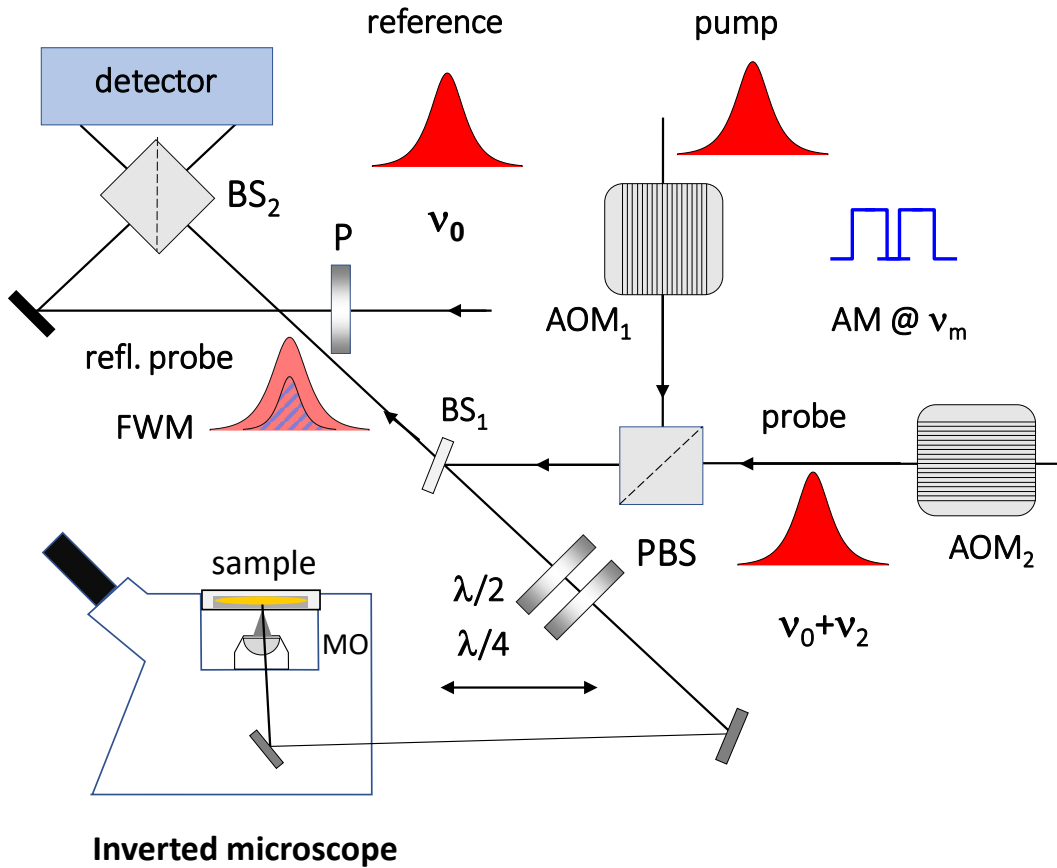 reference
pump
detector
BS₂
P
ν₀
AOM₁
AM @ νₘ
refl. probe
FWM
BS₁
probe
PBS
AOM₂
sample
λ/2
MO
λ/4
ν₀+ν₂
Inverted microscope